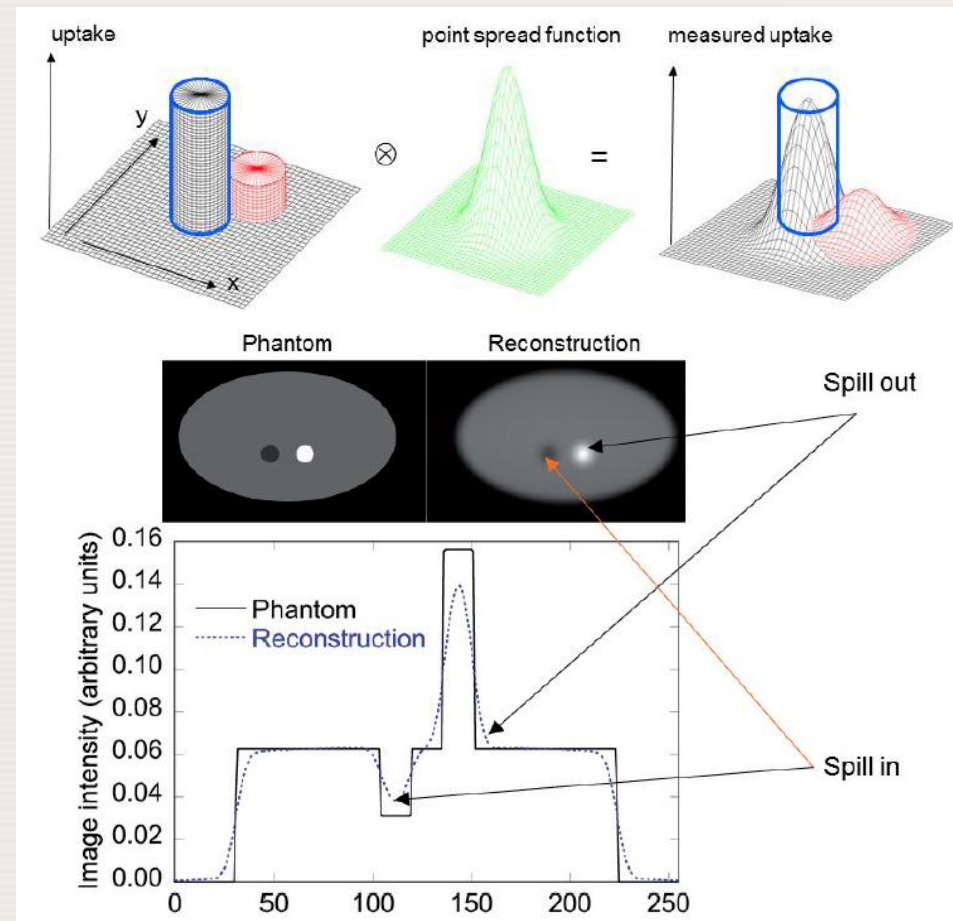 uptake
point spread function
measured uptake
y
⊗
=
x
Phantom
Reconstruction
Spill out
Image intensity (arbitrary units)
0.16
0.14
0.12
0.10
0.08
0.06
0.04
0.02
0.00
Phantom
Reconstruction
Spill in
0
50
100
150
200
250